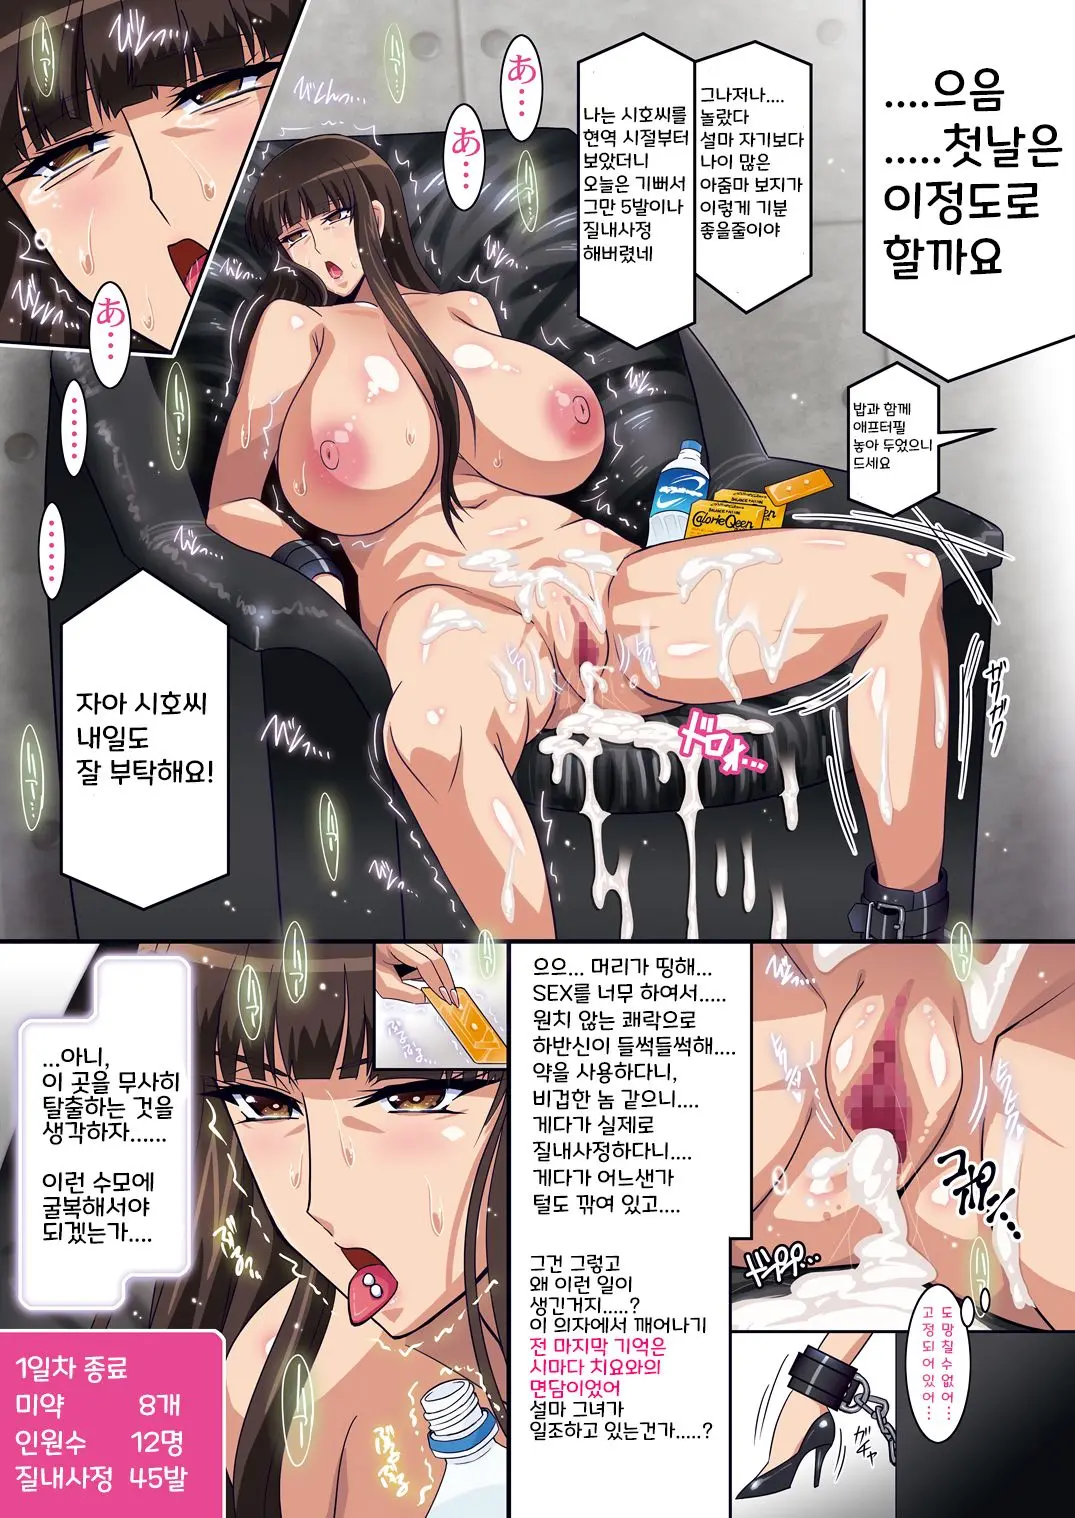 ....으음
.....첫날은
이정도로
할까요
그나저나....
놀랐다
설마 자기보다
나이 많은
아줌마 보지가
이렇게 기분
좋을줄이야
나는 시호씨를
현역 시절부터
보았더니
오늘은 기뻐서
그만 5발이나
질내사정
해버렸네
あ…
あ…
あ…
밥과 함께
애프터필
놓아 두었으니
드세요
CalorieQeen
자아 시호씨
내일도
잘 부탁해요!
으으... 머리가 띵해...
SEX를 너무 하여서.....
원치 않는 쾌락으로
하반신이 들썩들썩해....
약을 사용하다니,
비겁한 놈 같으니....
게다가 실제로
질내사정하다니....
게다가 어느샌가
털도 깎여 있고....
그건 그렇고
왜 이런 일이
생긴거지.....?
이 의자에서 깨어나기
전 마지막 기억은
시마다 치요와의
면담이었어
설마 그녀가
일조하고 있는건가.....?
도망칠수없어…
고정되어있어…
...아니,
이 곳을 무사히
탈출하는 것을
생각하자......
이런 수모에
굴복해서야
되겠는가....
1일차 종료
미약 8개
인원수 12명
질내사정 45발